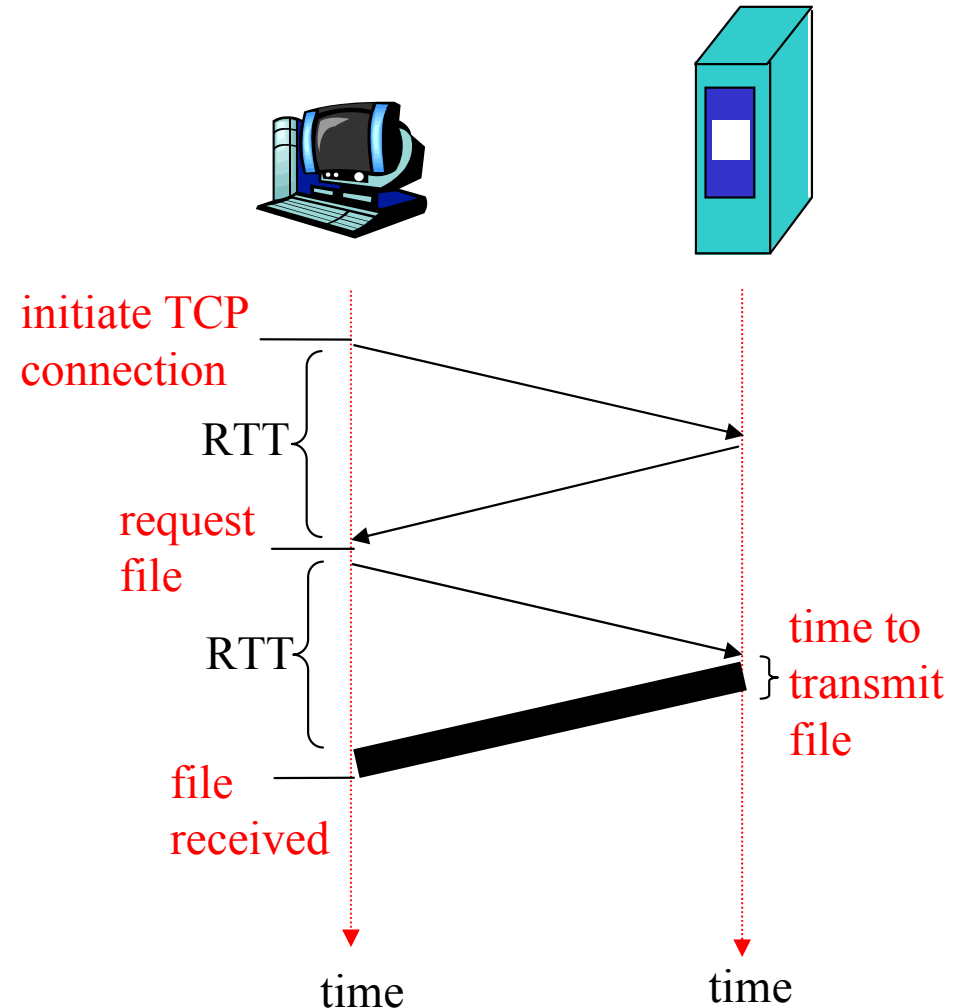 initiate TCP
connection
RTT
request
file
RTT
time to
transmit
file
file
received
time
time